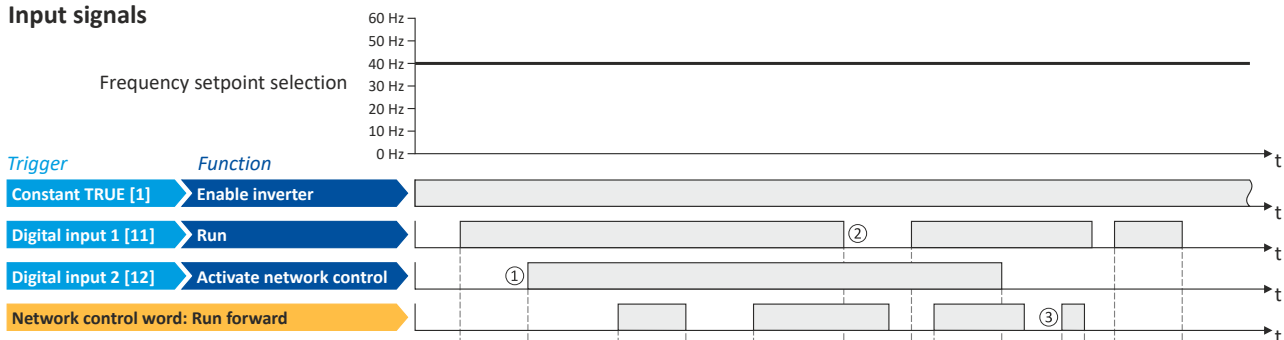 Input signals
60 Hz
50 Hz
40 Hz
Frequency setpoint selection
30 Hz
20 Hz
10 Hz
0 Hz
t
Trigger Function
Constant TRUE [1] Enable inverter
t
Digital input 1 [11] Run ②
t
Digital input 2 [12] Activate network control ①
t
Network control word: Run forward ③
t